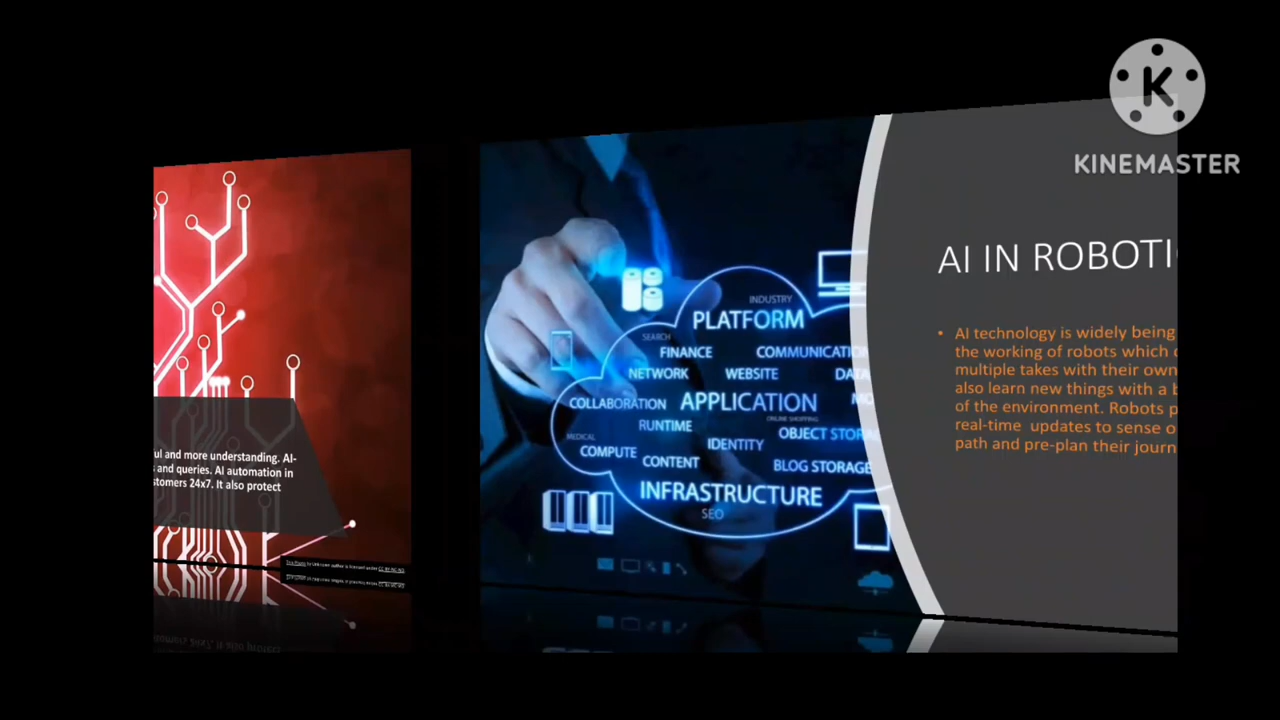 KINEMASTER
ful and more understanding. AI-
s and queries. AI automation in
stomers 24x7. It also protect
INDUSTRY
PLATFORM
SEARCH
FINANCE COMMUNICATIO
NETWORK WEBSITE DATA
COLLABORATION APPLICATION MO
ONLINE SHOPPING
RUNTIME OBJECT STORA
MEDICAL IDENTITY
COMPUTE CONTENT BLOG STORAGE
INFRASTRUCTURE
SEO
AI IN ROBOTI
• AI technology is widely being
the working of robots which
multiple takes with their own
also learn new things with a b
of the environment. Robots p
real-time updates to sense o
path and pre-plan their journ